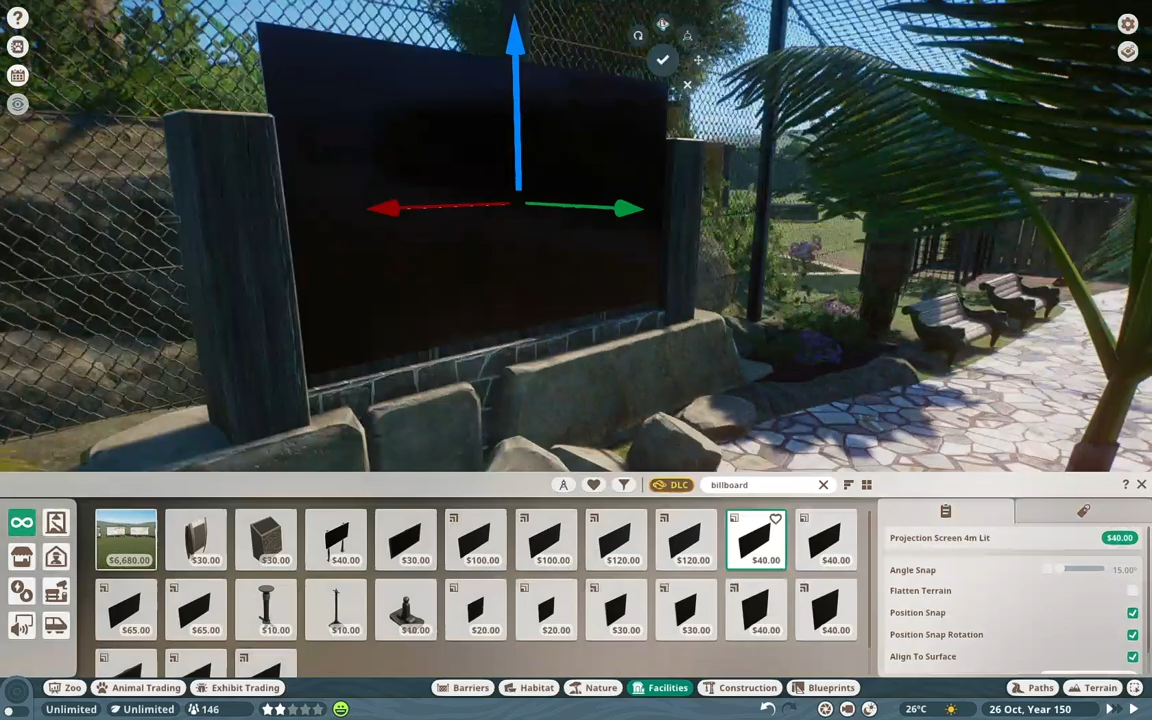 ?
DLC
billboard
?
$6,680.00
$30.00
$30.00
$40.00
$30.00
$100.00
$100.00
$120.00
$120.00
$40.00
$40.00
Projection Screen 4m Lit
$40.00
Angle Snap
15.00°
Flatten Terrain
Position Snap
Position Snap Rotation
Align To Surface
$65.00
$65.00
$10.00
$10.00
$10.00
$20.00
$20.00
$30.00
$30.00
$40.00
$40.00
Zoo
Animal Trading
Exhibit Trading
Barriers
Habitat
Nature
Facilities
Construction
Blueprints
Paths
Terrain
Unlimited
Unlimited
146
26°C
26 Oct, Year 150